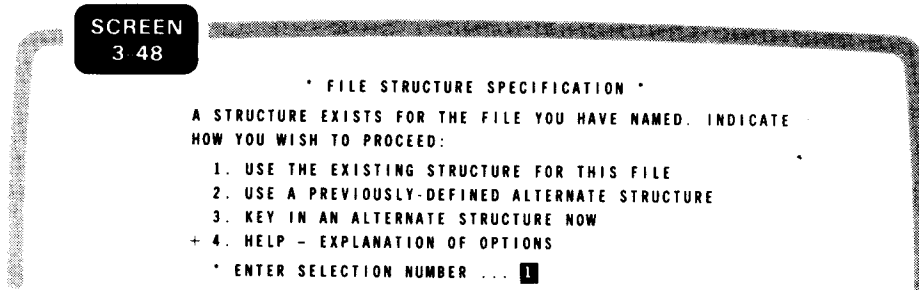 SCREEN
3-48
* FILE STRUCTURE SPECIFICATION *
A STRUCTURE EXISTS FOR THE FILE YOU HAVE NAMED. INDICATE
HOW YOU WISH TO PROCEED:
1. USE THE EXISTING STRUCTURE FOR THIS FILE
2. USE A PREVIOUSLY-DEFINED ALTERNATE STRUCTURE
3. KEY IN AN ALTERNATE STRUCTURE NOW
+ 4. HELP – EXPLANATION OF OPTIONS
* ENTER SELECTION NUMBER ... 1